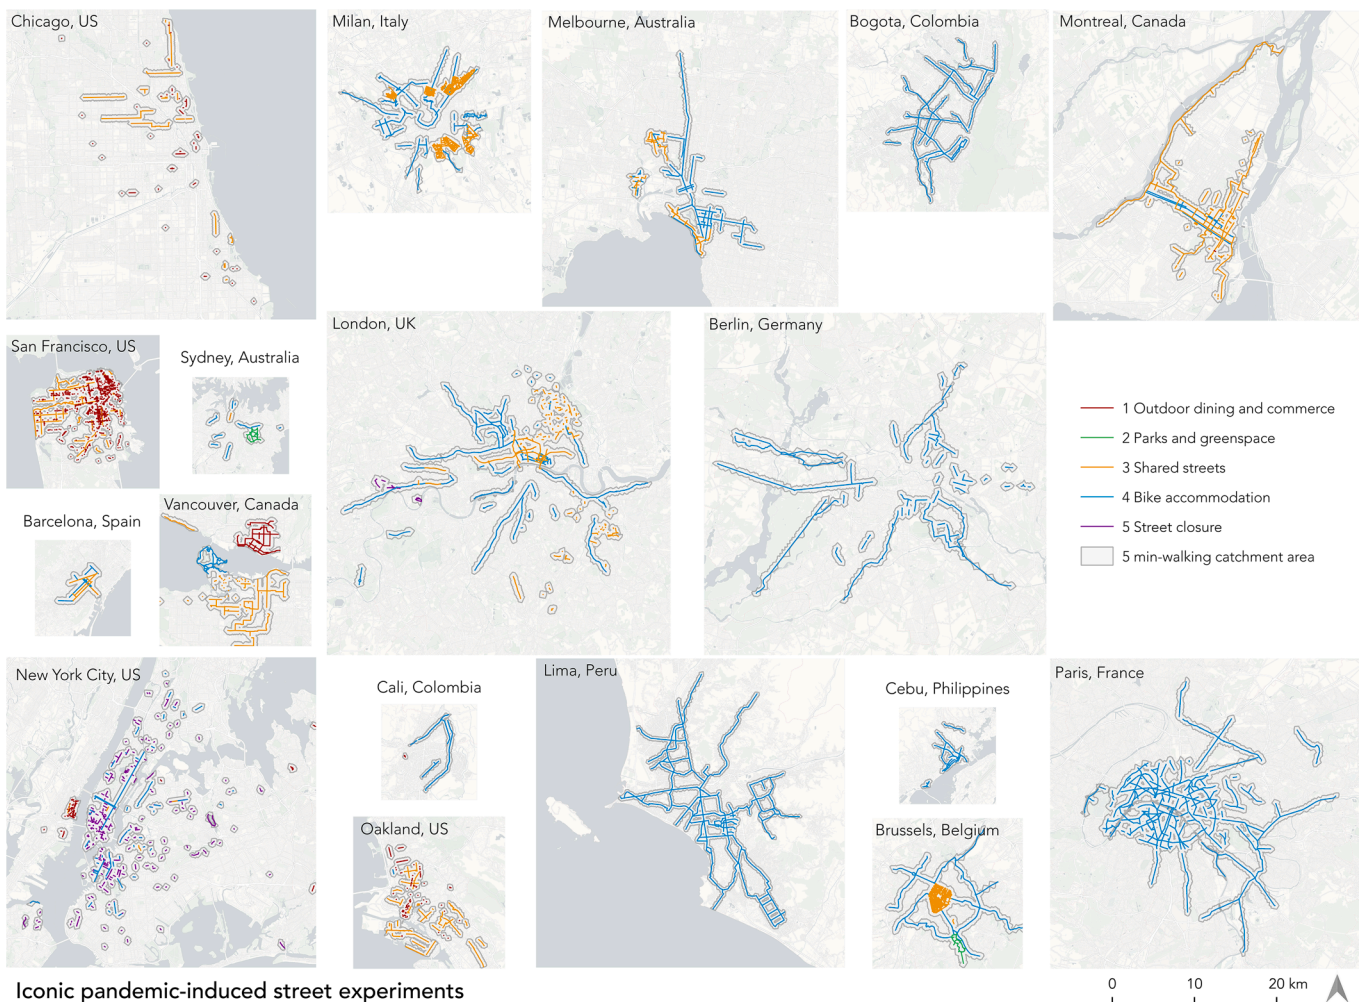 Chicago, US
Milan, Italy
Melbourne, Australia
Bogota, Colombia
Montreal, Canada
San Francisco, US
Sydney, Australia
London, UK
Berlin, Germany
1 Outdoor dining and commerce
2 Parks and greenspace
3 Shared streets
4 Bike accommodation
5 Street closure
5 min-walking catchment area
Barcelona, Spain
Vancouver, Canada
New York City, US
Cali, Colombia
Lima, Peru
Cebu, Philippines
Paris, France
Oakland, US
Brussels, Belgium
Iconic pandemic-induced street experiments
0 10 20 km